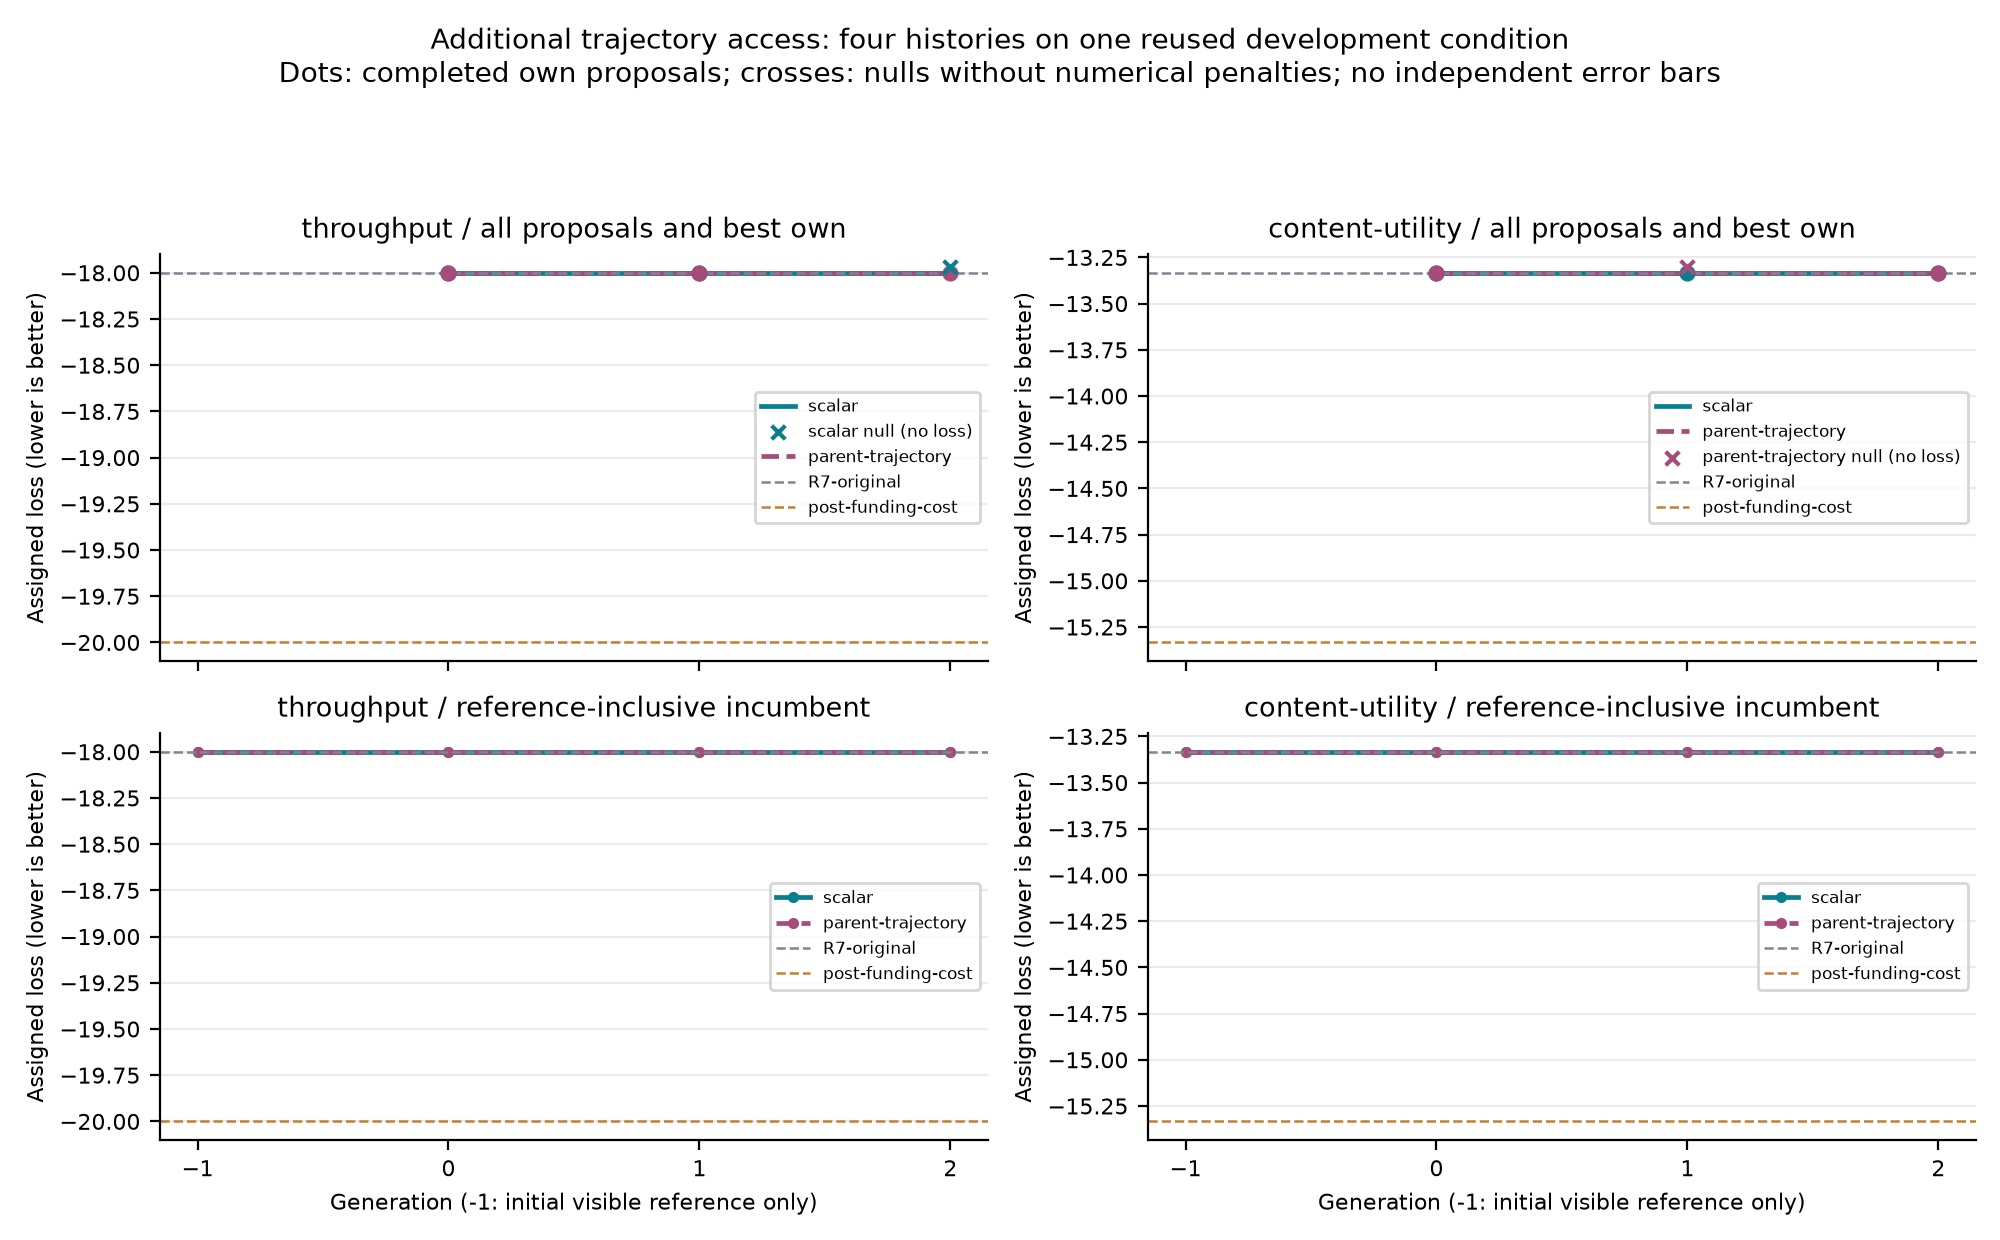 Additional trajectory access: four histories on one reused development condition
Dots: completed own proposals; crosses: nulls without numerical penalties; no independent error bars
throughput / all proposals and best own
Assigned loss (lower is better)
−18.00
−18.25
−18.50
−18.75
−19.00
−19.25
−19.50
−19.75
−20.00
scalar
scalar null (no loss)
parent-trajectory
R7-original
post-funding-cost
content-utility / all proposals and best own
Assigned loss (lower is better)
−13.25
−13.50
−13.75
−14.00
−14.25
−14.50
−14.75
−15.00
−15.25
scalar
parent-trajectory
parent-trajectory null (no loss)
R7-original
post-funding-cost
throughput / reference-inclusive incumbent
Assigned loss (lower is better)
−18.00
−18.25
−18.50
−18.75
−19.00
−19.25
−19.50
−19.75
−20.00
scalar
parent-trajectory
R7-original
post-funding-cost
−1 0 1 2
Generation (-1: initial visible reference only)
content-utility / reference-inclusive incumbent
Assigned loss (lower is better)
−13.25
−13.50
−13.75
−14.00
−14.25
−14.50
−14.75
−15.00
−15.25
scalar
parent-trajectory
R7-original
post-funding-cost
−1 0 1 2
Generation (-1: initial visible reference only)